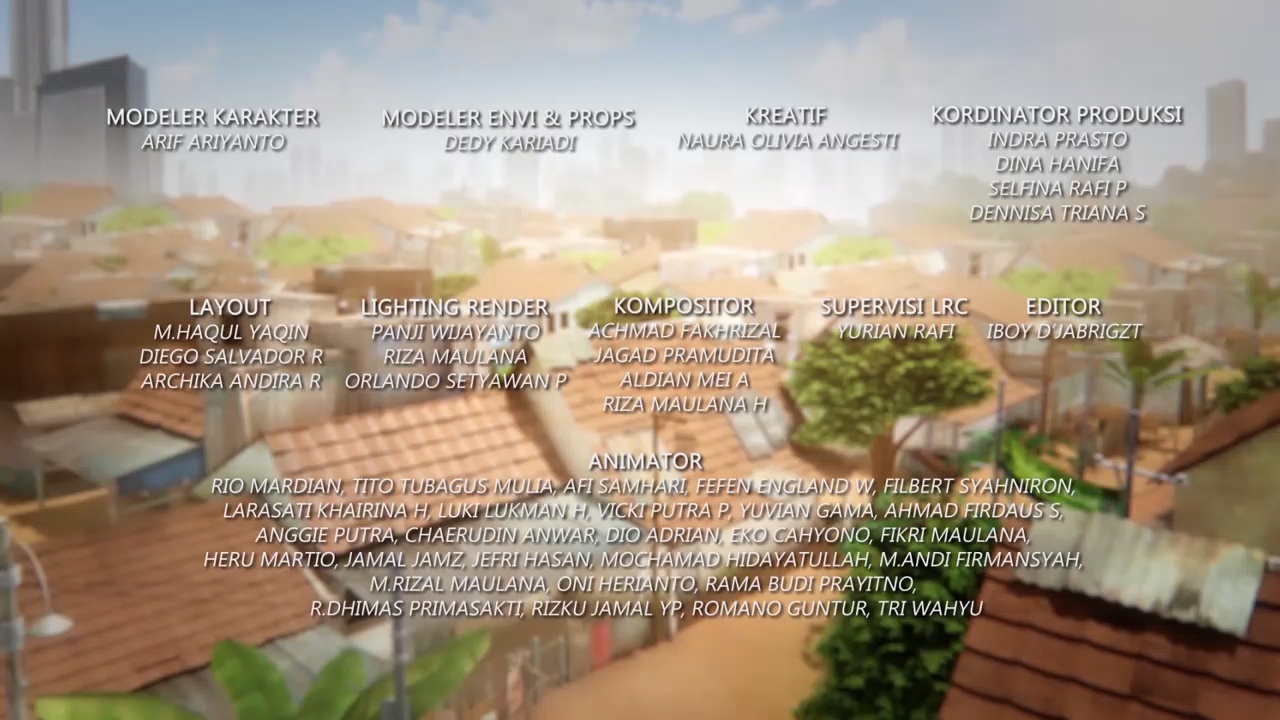 MODELER KARAKTER
ARIF ARIYANTO
MODELER ENVI & PROPS
DEDY KARIADI
KREATIF
NAURA OLIVIA ANGESTI
KORDINATOR PRODUKSI
INDRA PRASTO
DINA HANIFA
SELFINA RAFI P
DENNISA TRIANA S
LAYOUT
M.HAQUL YAQIN
DIEGO SALVADOR R
ARCHIKA ANDIRA R
LIGHTING RENDER
PANJI WIJAYANTO
RIZA MAULANA
ORLANDO SETYAWAN P
KOMPOSITOR
ACHMAD FAKHRIZAL
JAGAD PRAMUDITA
ALDIAN MEI A
RIZA MAULANA H
SUPERVISI LRC
YURIAN RAFI
EDITOR
IBOY D'JABRIGZT
ANIMATOR
RIO MARDIAN, TITO TUBAGUS MULIA, AFI SAMHARI, FEFEN ENGLAND W, FILBERT SYAHNIRON,
LARASATI KHAIRINA H, LUKI LUKMAN H, VICKI PUTRA P, YUVIAN GAMA, AHMAD FIRDAUS S,
ANGGIE PUTRA, CHAERUDIN ANWAR, DIO ADRIAN, EKO CAHYONO, FIKRI MAULANA,
HERU MARTIO, JAMAL JAMZ, JEFRI HASAN, MOCHAMAD HIDAYATULLAH, M.ANDI FIRMANSYAH,
M.RIZAL MAULANA, ONI HERIANTO, RAMA BUDI PRAYITNO,
R.DHIMAS PRIMASAKTI, RIZKU JAMAL YP, ROMANO GUNTUR, TRI WAHYU